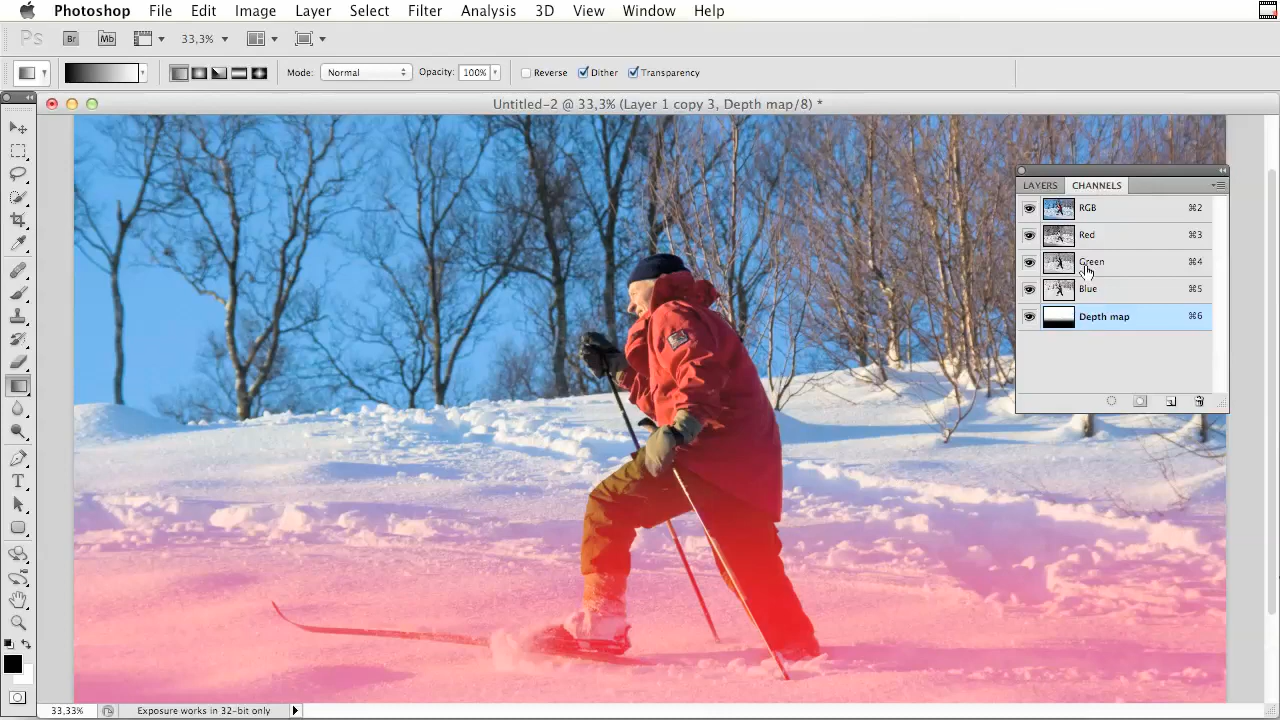 Photoshop File Edit Image Layer Select Filter Analysis 3D View Window Help
Ps Br Mb 33,3%
Mode: Normal Opacity: 100% Reverse Dither Transparency
Untitled-2 @ 33,3% (Layer 1 copy 3, Depth map/8) *
LAYERS CHANNELS
RGB ⌘2
Red ⌘3
Green ⌘4
Blue ⌘5
Depth map ⌘6
T
33,33% Exposure works in 32-bit only